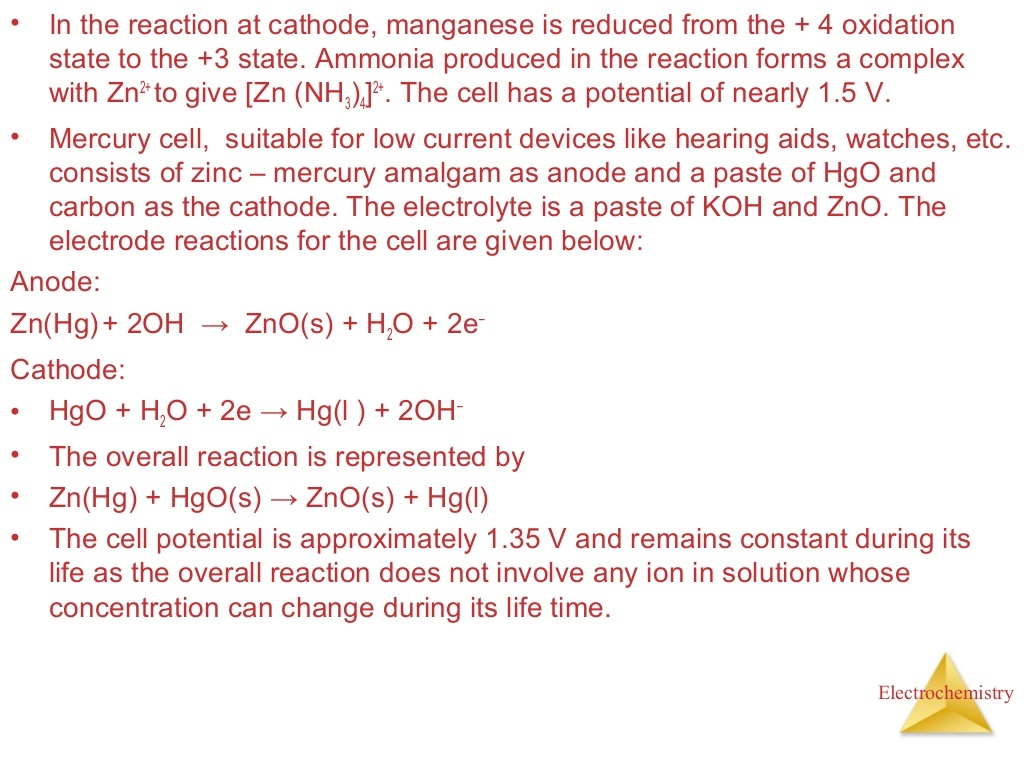 • In the reaction at cathode, manganese is reduced from the + 4 oxidation
state to the +3 state. Ammonia produced in the reaction forms a complex
with Zn²⁺ to give [Zn (NH₃)₄]²⁺. The cell has a potential of nearly 1.5 V.
• Mercury cell, suitable for low current devices like hearing aids, watches, etc.
consists of zinc – mercury amalgam as anode and a paste of HgO and
carbon as the cathode. The electrolyte is a paste of KOH and ZnO. The
electrode reactions for the cell are given below:
Anode:
Zn(Hg) + 2OH → ZnO(s) + H₂O + 2e⁻
Cathode:
• HgO + H₂O + 2e → Hg(l ) + 2OH⁻
• The overall reaction is represented by
• Zn(Hg) + HgO(s) → ZnO(s) + Hg(l)
• The cell potential is approximately 1.35 V and remains constant during its
life as the overall reaction does not involve any ion in solution whose
concentration can change during its life time.
Electrochemistry